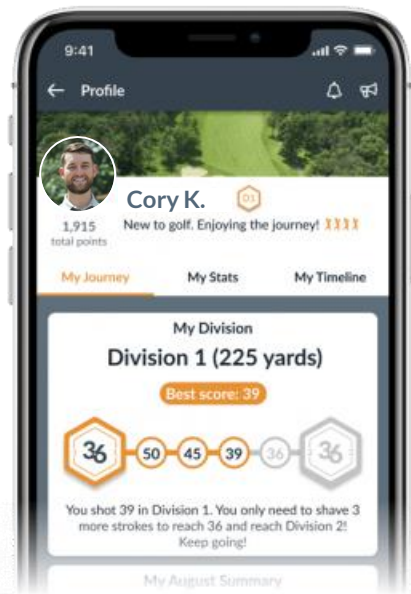 9:41
Profile
Cory K.
D1
1,915
total points
New to golf. Enjoying the journey!
My Journey
My Stats
My Timeline
My Division
Division 1 (225 yards)
Best score: 39
36
50
45
39
36
36
You shot 39 in Division 1. You only need to shave 3
more strokes to reach 36 and reach Division 2!
Keep going!
My August Summary